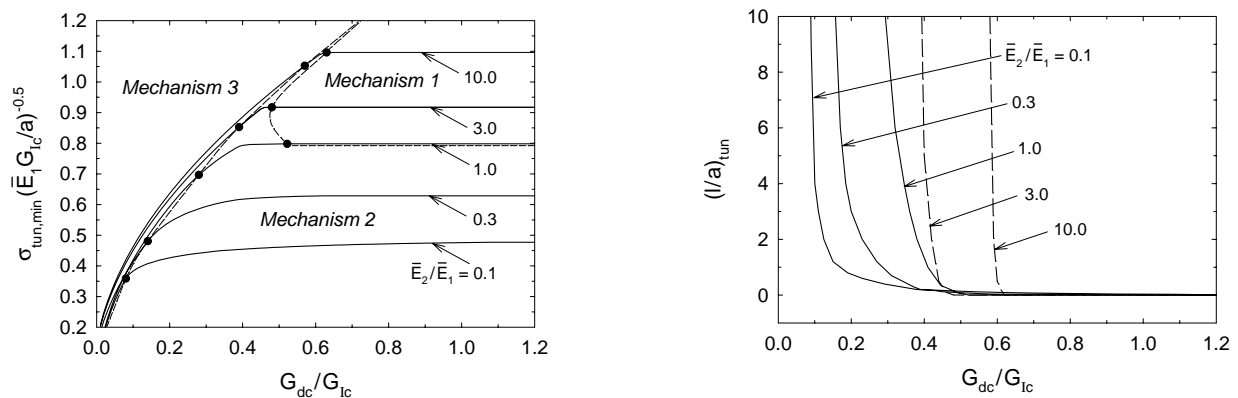 1.2
1.1
1.0
0.9
0.8
0.7
0.6
0.5
0.4
0.3
0.2
σtun,min (Ē1GIc/a)-0.5
Mechanism 3
Mechanism 1
Mechanism 2
10.0
3.0
1.0
0.3
Ē2/Ē1 = 0.1
0.0 0.2 0.4 0.6 0.8 1.0 1.2
Gdc/GIc
10
8
6
4
2
0
(l/a)tun
Ē2/Ē1 = 0.1
0.3
1.0
3.0
10.0
0.0 0.2 0.4 0.6 0.8 1.0 1.2
Gdc/GIc